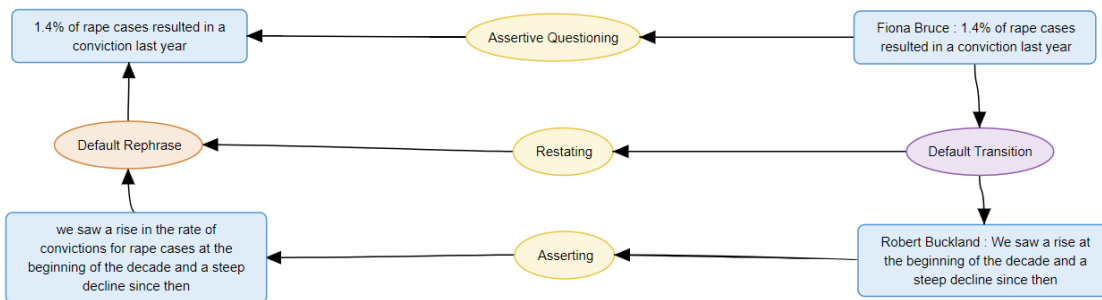 1.4% of rape cases resulted in a
conviction last year
Assertive Questioning
Fiona Bruce : 1.4% of rape cases
resulted in a conviction last year
Default Rephrase
Restating
Default Transition
we saw a rise in the rate of
convictions for rape cases at the
beginning of the decade and a steep
decline since then
Asserting
Robert Buckland : We saw a rise at
the beginning of the decade and a
steep decline since then